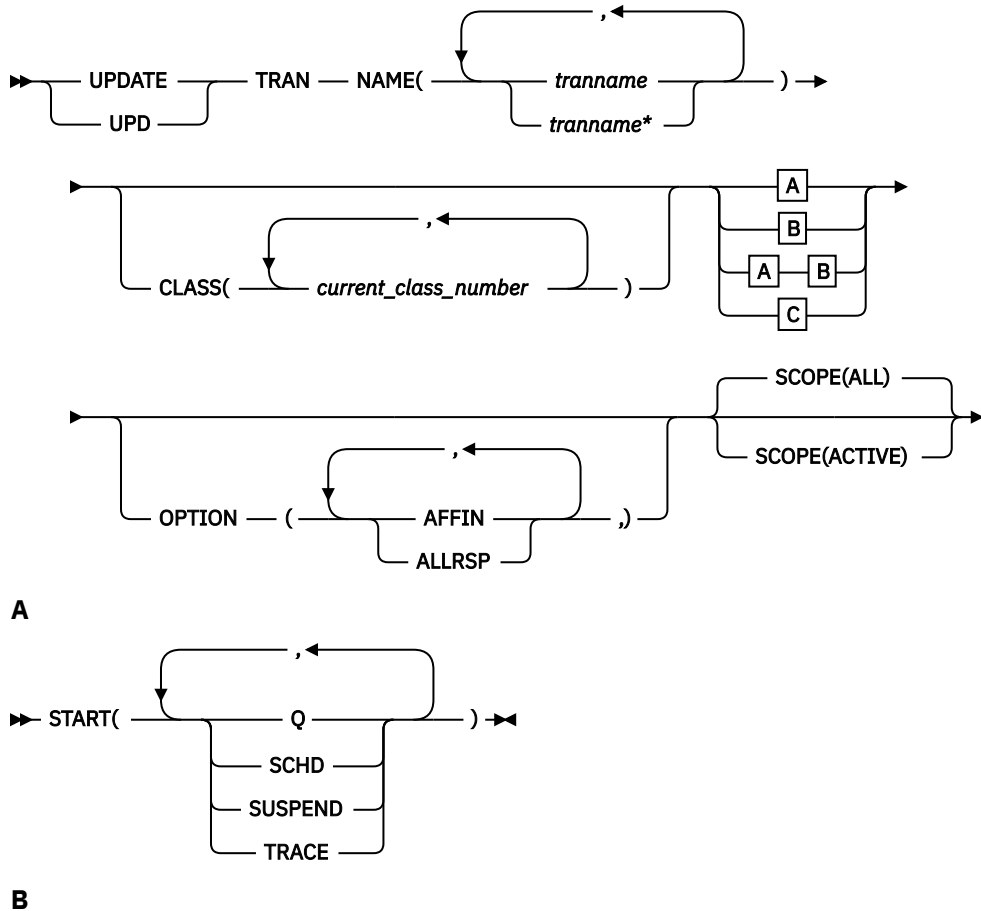 ,
UPDATE TRAN NAME( tranname )
UPD tranname*
A
, B
CLASS( current_class_number ) A B
C
SCOPE(ALL)
, SCOPE(ACTIVE)
OPTION ( AFFIN ,)
ALLRSP
A
,
START( Q )
SCHD
SUSPEND
TRACE
B